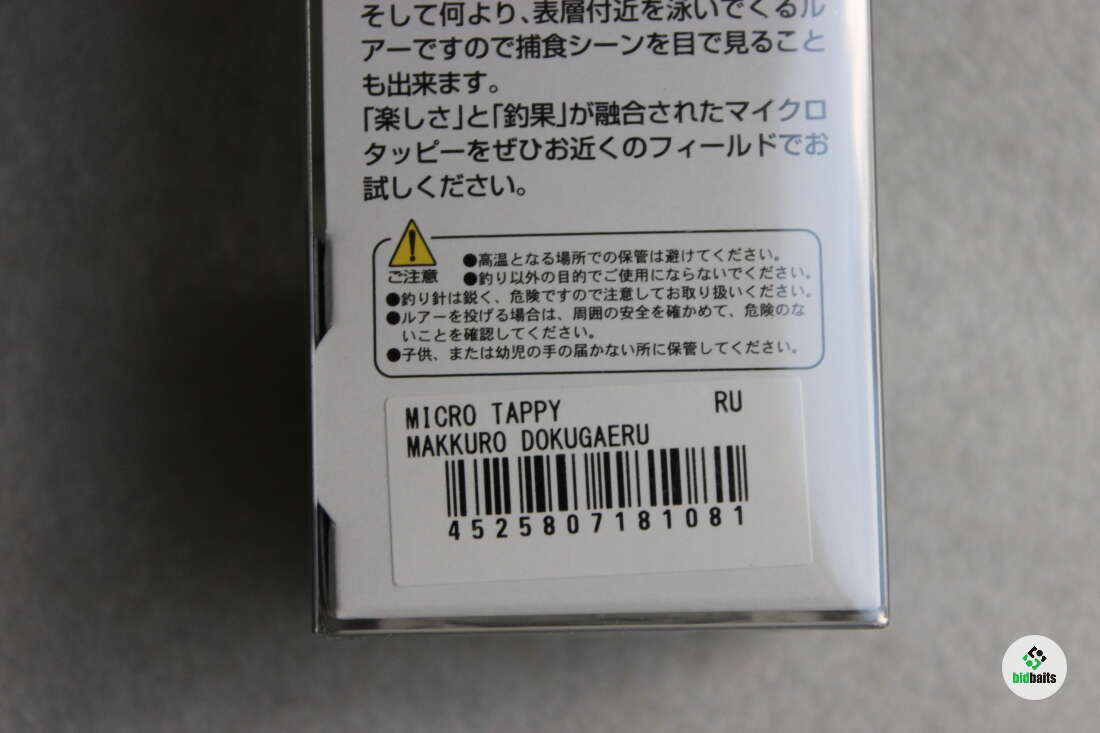 そして何より、表層付近を泳いでくるル
アーですので捕食シーンを目で見ること
も出来ます。
「楽しさ」と「釣果」が融合されたマイクロ
タッピーをぜひお近くのフィールドでお
試しください。
ご注意
●高温となる場所での保管は避けてください。
●釣り以外の目的でご使用にならないでください。
●釣り針は鋭く、危険ですので注意してお取り扱いください。
●ルアーを投げる場合は、周囲の安全を確かめて、危険のな
いことを確認してください。
●子供、または幼児の手の届かない所に保管してください。
MICRO TAPPY RU
MAKKURO DOKUGAERU
4525807181081
bidbaits